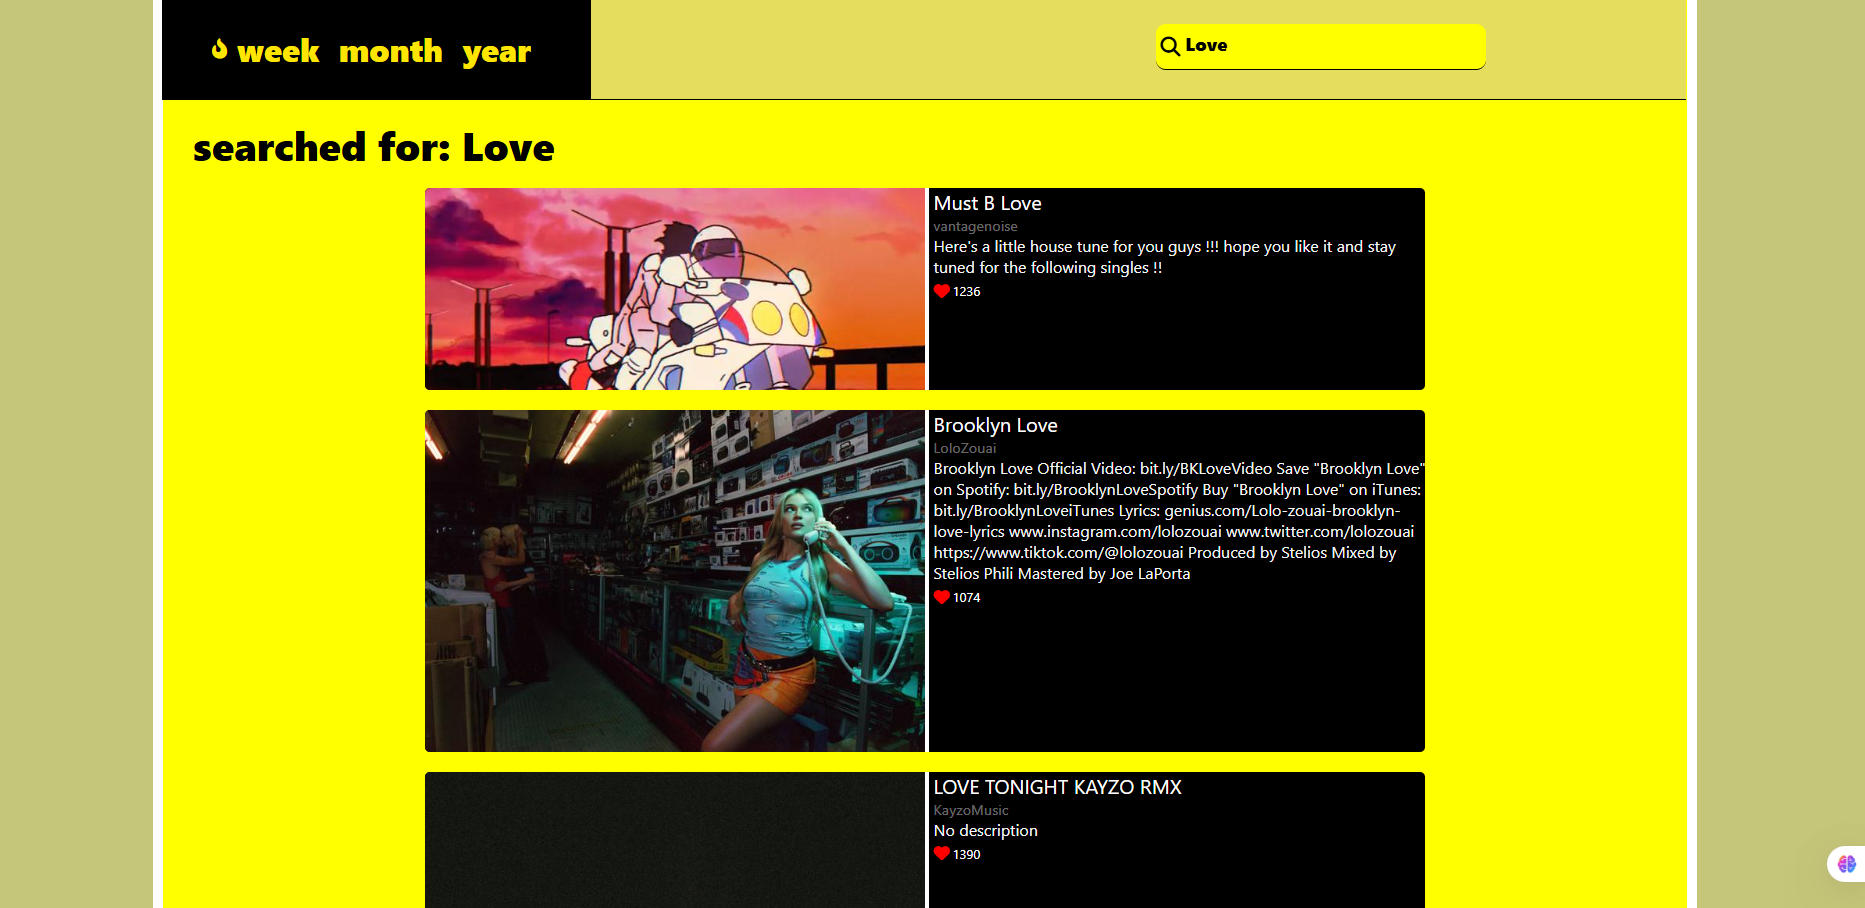 week month year
Love
searched for: Love
Must B Love
vantagenoise
Here's a little house tune for you guys !!! hope you like it and stay
tuned for the following singles !!
1236
Brooklyn Love
LoloZouai
Brooklyn Love Official Video: bit.ly/BKLoveVideo Save "Brooklyn Love"
on Spotify: bit.ly/BrooklynLoveSpotify Buy "Brooklyn Love" on iTunes:
bit.ly/BrooklynLoveiTunes Lyrics: genius.com/Lolo-zouai-brooklyn-
love-lyrics www.instagram.com/lolozouai www.twitter.com/lolozouai
https://www.tiktok.com/@lolozouai Produced by Stelios Mixed by
Stelios Phili Mastered by Joe LaPorta
1074
LOVE TONIGHT KAYZO RMX
KayzoMusic
No description
1390